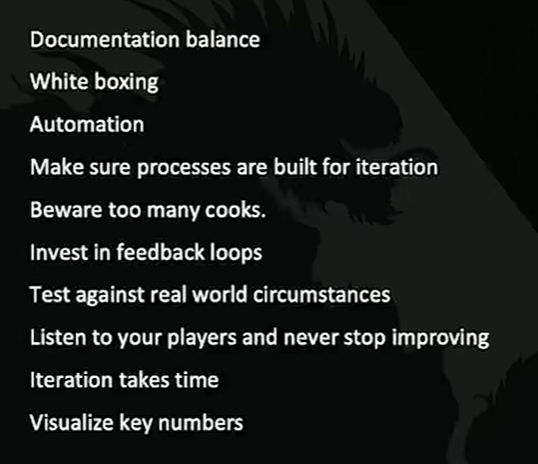 Documentation balance
White boxing
Automation
Make sure processes are built for iteration
Beware too many cooks.
Invest in feedback loops
Test against real world circumstances
Listen to your players and never stop improving
Iteration takes time
Visualize key numbers